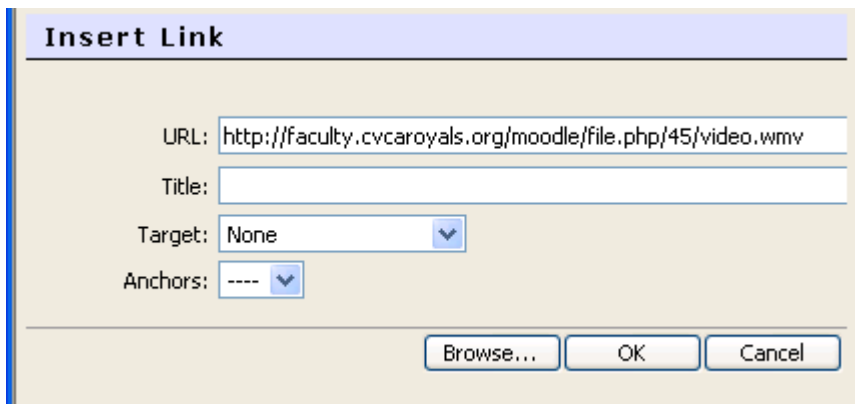 Insert Link
URL: http://faculty.cvcaroyals.org/moodle/file.php/45/video.wmv
Title:
Target: None
Anchors: ----
Browse... OK Cancel